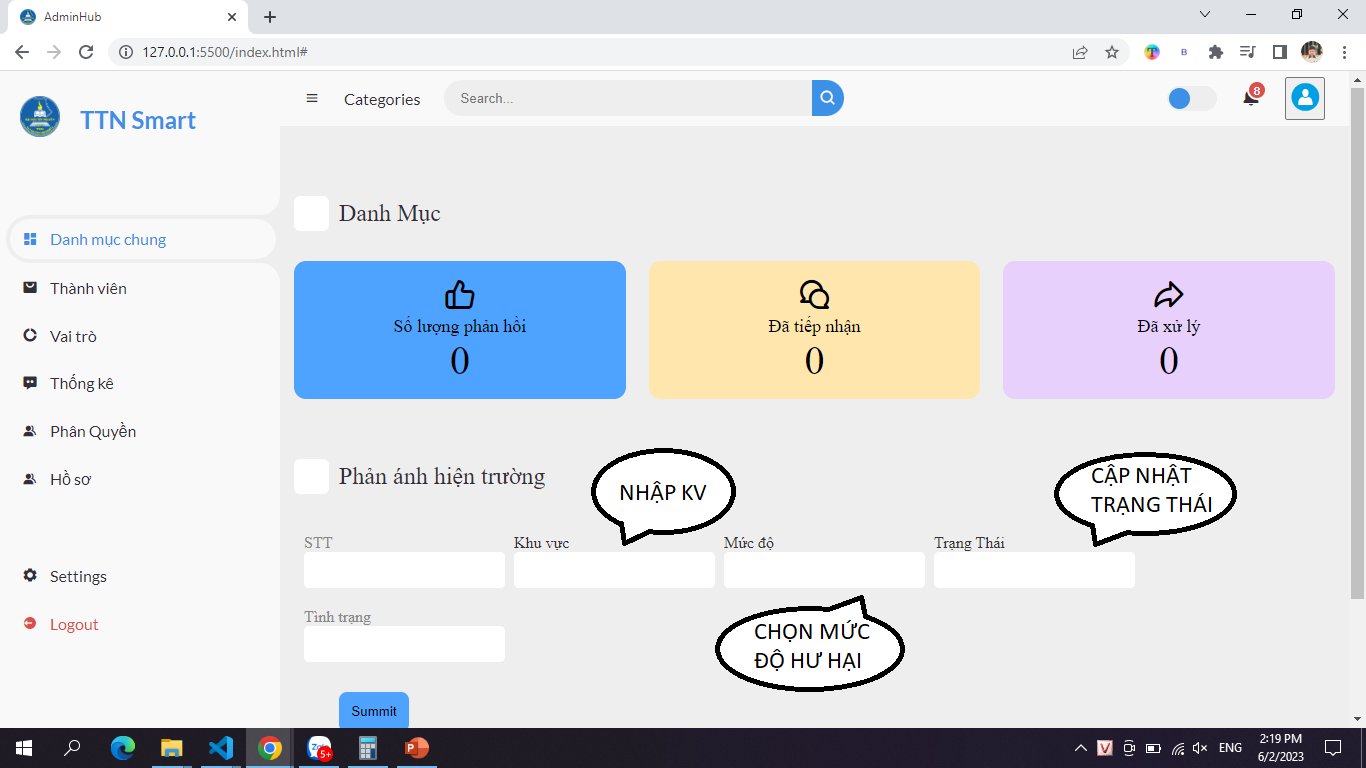 AdminHub
127.0.0.1:5500/index.html#
B
TTN Smart
Categories
Search...
8
Danh mục chung
Thành viên
Vai trò
Thống kê
Phân Quyền
Hồ sơ
Settings
Logout
Danh Mục
Số lượng phản hồi
0
Đã tiếp nhận
0
Đã xử lý
0
Phản ánh hiện trường
NHẬP KV
CẬP NHẬT
TRẠNG THÁI
STT
Khu vực
Mức độ
Trạng Thái
Tình trạng
CHỌN MỨC
ĐỘ HƯ HẠI
Summit
Zalo
5+
P
V
ENG
2:19 PM
6/2/2023